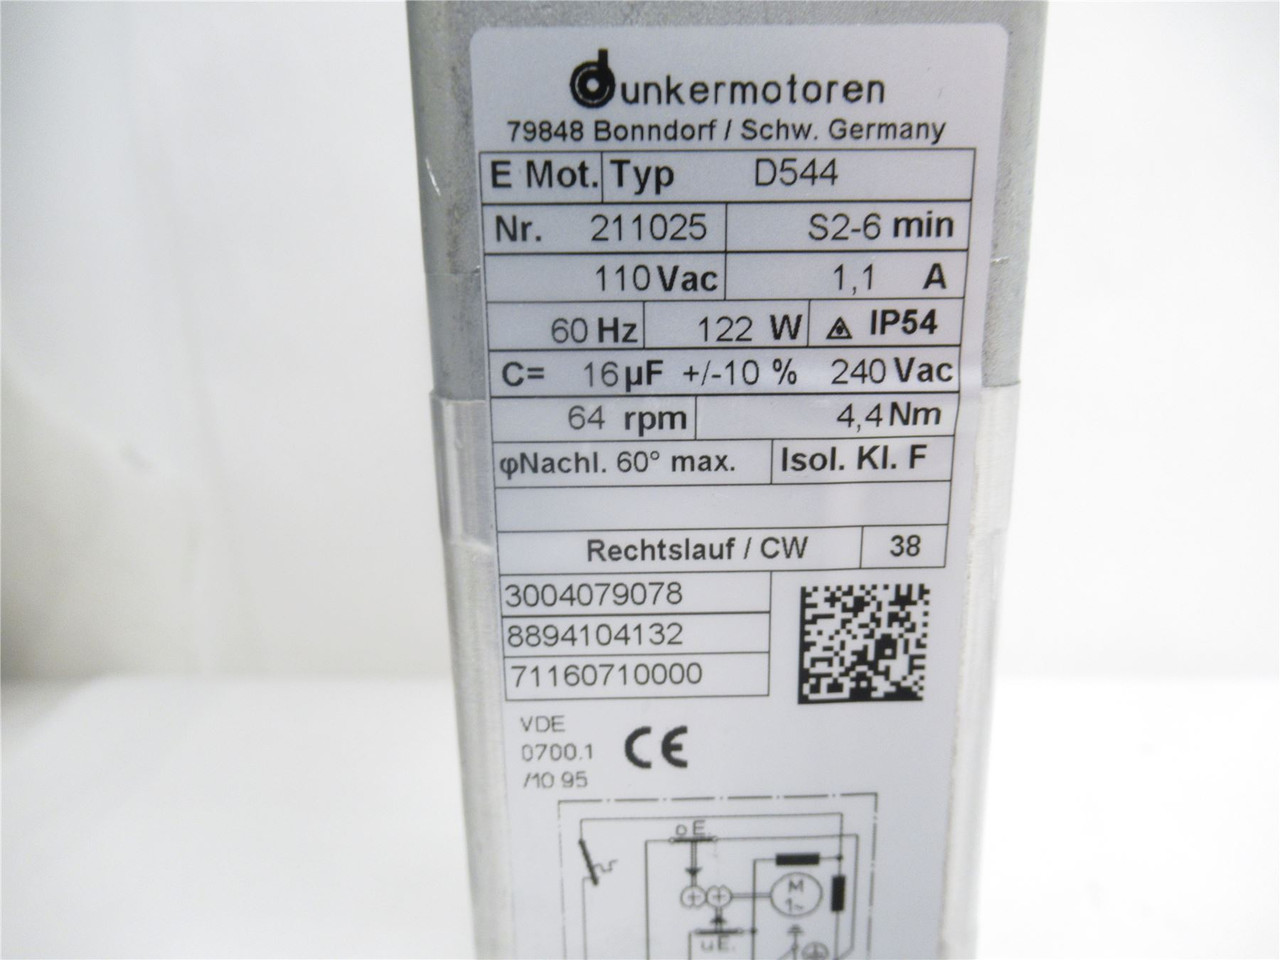 dunkermotoren
79848 Bonndorf / Schw. Germany
E Mot. Typ D544
Nr. 211025 S2-6 min
110 Vac 1,1 A
60 Hz 122 W IP54
C= 16 µF +/-10 % 240 Vac
64 rpm 4,4 Nm
φNachl. 60° max. Isol. Kl. F
Rechtslauf / CW 38
3004079078
8894104132
71160710000
VDE
0700.1 CE
/10.95
oE.
M
1~
uE.